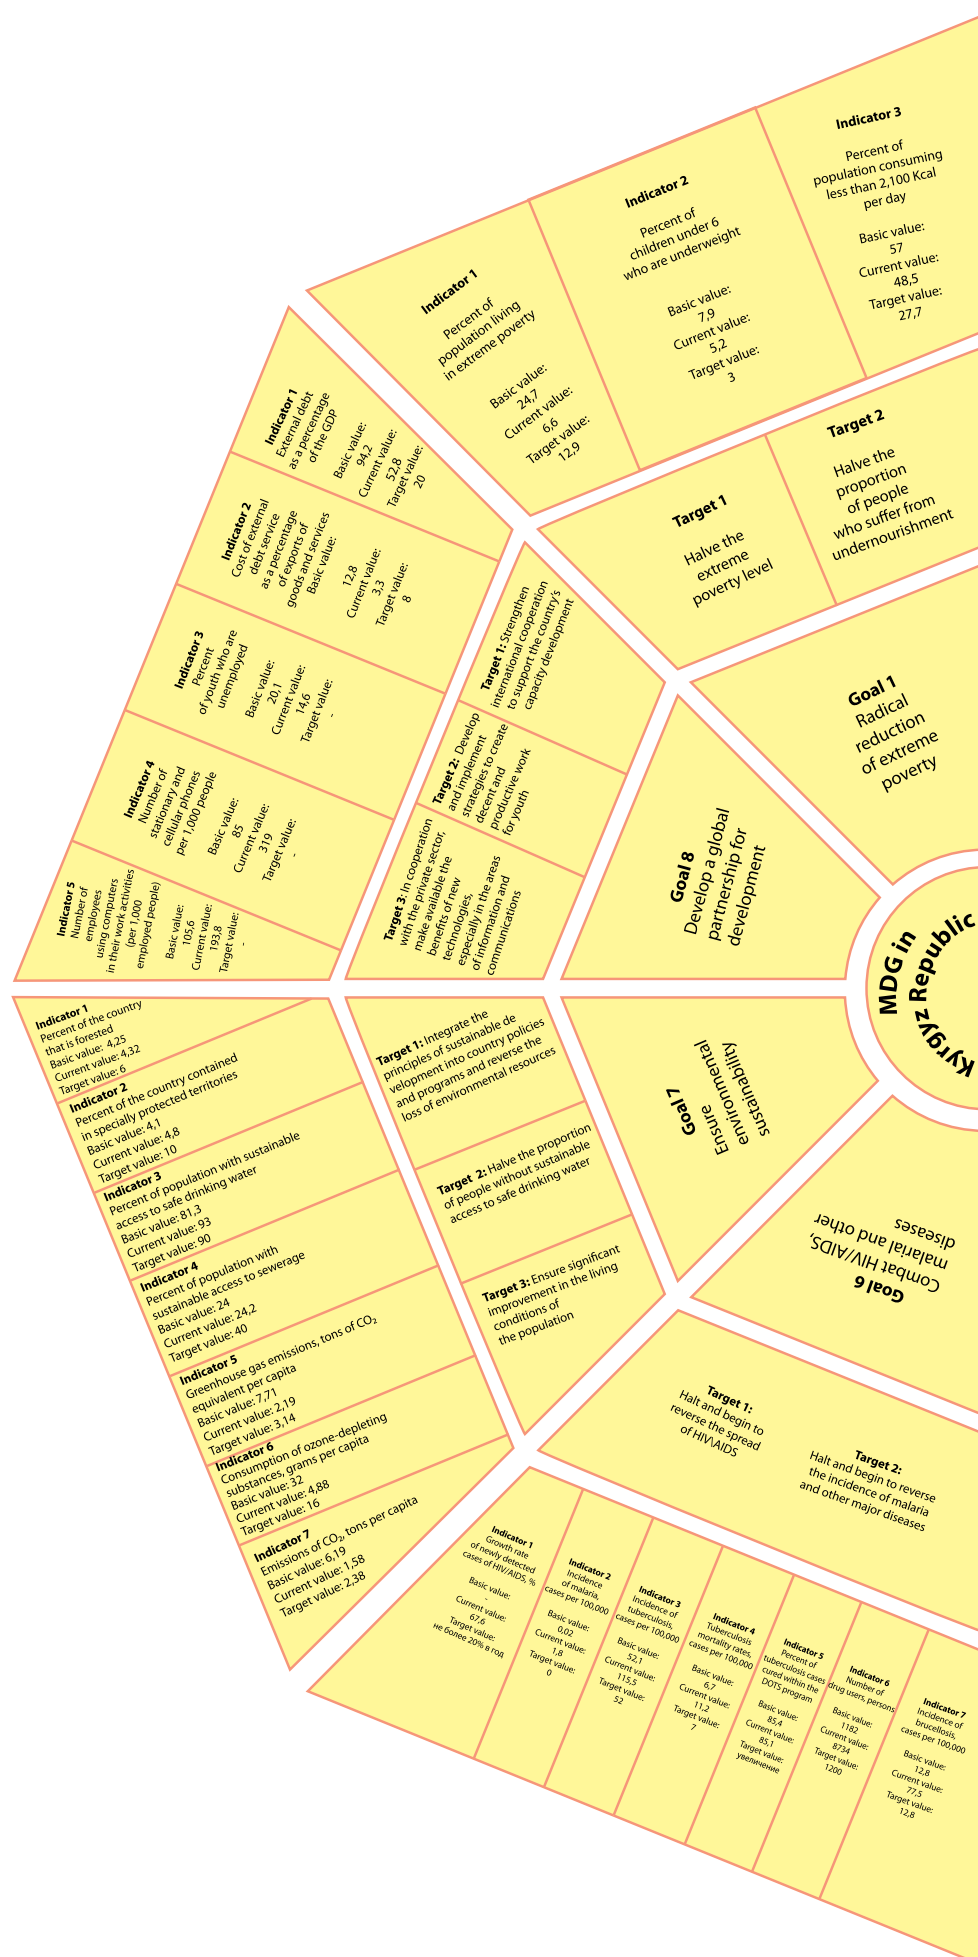 MDG in
Kyrgyz Republic
Goal 1
Radical
reduction
of extreme
poverty
Target 1
Halve the
extreme
poverty level
Target 2
Halve the
proportion
of people
who suffer from
undernourishment
Indicator 1
Percent of
population living
in extreme poverty
Basic value:
24,7
Current value:
6,6
Target value:
12,9
Indicator 2
Percent of
children under 6
who are underweight
Basic value:
7,9
Current value:
5,2
Target value:
3
Indicator 3
Percent of
population consuming
less than 2,100 Kcal
per day
Basic value:
57
Current value:
48,5
Target value:
27,7
Goal 8
Develop a global
partnership for
development
Target 1: Strengthen
international cooperation
to support the country's
capacity development
Target 2: Develop
and implement
strategies to create
decent and
productive work
for youth
Target 3: In cooperation
with the private sector,
make available the
benefits of new
technologies,
especially in the areas
of information and
communications
Indicator 1
External debt
as a percentage
of the GDP
Basic value:
94,2
Current value:
52,8
Target value:
20
Indicator 2
Cost of external
debt service
as a percentage
of exports of
goods and services
Basic value:
12,8
Current value:
3,3
Target value:
8
Indicator 3
Percent
of youth who are
unemployed
Basic value:
20,1
Current value:
14,6
Target value:
-
Indicator 4
Number of
stationary and
cellular phones
per 1,000 people
Basic value:
85
Current value:
319
Target value:
-
Indicator 5
Number of
employees
using computers
in their work activities
(per 1,000
employed people)
Basic value:
105,6
Current value:
193,8
Target value:
-
Goal 7
Ensure
environmental
sustainability
Target 1: Integrate the
principles of sustainable de
velopment into country policies
and programs and reverse the
loss of environmental resources
Target 2: Halve the proportion
of people without sustainable
access to safe drinking water
Target 3: Ensure significant
improvement in the living
conditions of
the population
Indicator 1
Percent of the country
that is forested
Basic value: 4,25
Current value: 4,32
Target value: 6
Indicator 2
Percent of the country contained
in specially protected territories
Basic value: 4,1
Current value: 4,8
Target value: 10
Indicator 3
Percent of population with sustainable
access to safe drinking water
Basic value: 81,3
Current value: 93
Target value: 90
Indicator 4
Percent of population with
sustainable access to sewerage
Basic value: 24
Current value: 24,2
Target value: 40
Indicator 5
Greenhouse gas emissions, tons of CO₂
equivalent per capita
Basic value: 7,71
Current value: 2,19
Target value: 3,14
Indicator 6
Consumption of ozone-depleting
substances, grams per capita
Basic value: 32
Current value: 4,88
Target value: 16
Indicator 7
Emissions of CO₂, tons per capita
Basic value: 6,19
Current value: 1,58
Target value: 2,38
Goal 6
Combat HIV/AIDS,
malarial and other
diseases
Target 1:
Halt and begin to
reverse the spread
of HIV\AIDS
Target 2:
Halt and begin to reverse
the incidence of malaria
and other major diseases
Indicator 1
Growth rate
of newly detected
cases of HIV/AIDS, %
Basic value:
-
Current value:
67,6
Target value:
не более 20% в год
Indicator 2
Incidence
of malaria,
cases per 100,000
Basic value:
0,02
Current value:
1,8
Target value:
0
Indicator 3
Incidence of
tuberculosis,
cases per 100,000
Basic value:
52,1
Current value:
115,5
Target value:
52
Indicator 4
Tuberculosis
mortality rates,
cases per 100,000
Basic value:
6,7
Current value:
11,2
Target value:
7
Indicator 5
Percent of
tuberculosis cases
cured within the
DOTS program
Basic value:
85,4
Current value:
85,1
Target value:
увеличение
Indicator 6
Number of
drug users, persons
Basic value:
1182
Current value:
8734
Target value:
1200
Indicator 7
Incidence of
brucellosis,
cases per 100,000
Basic value:
12,8
Current value:
77,5
Target value:
12,8